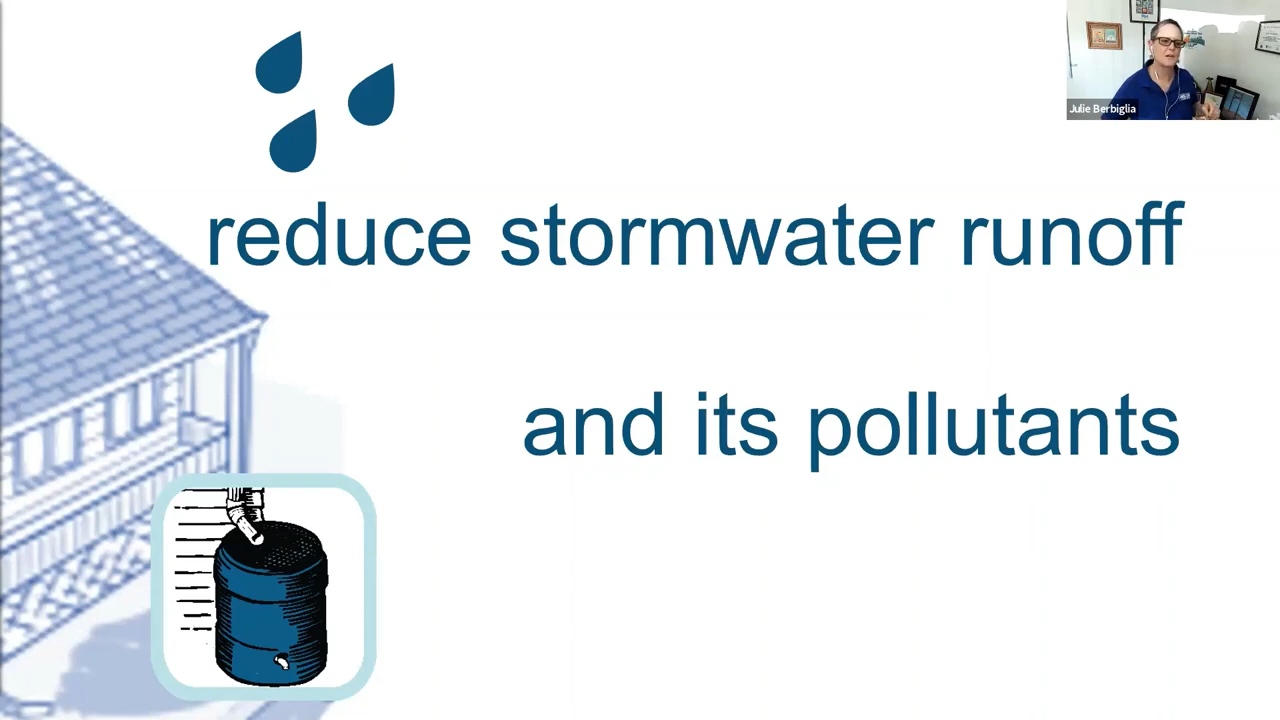 Julie Berbiglia
reduce stormwater runoff
and its pollutants